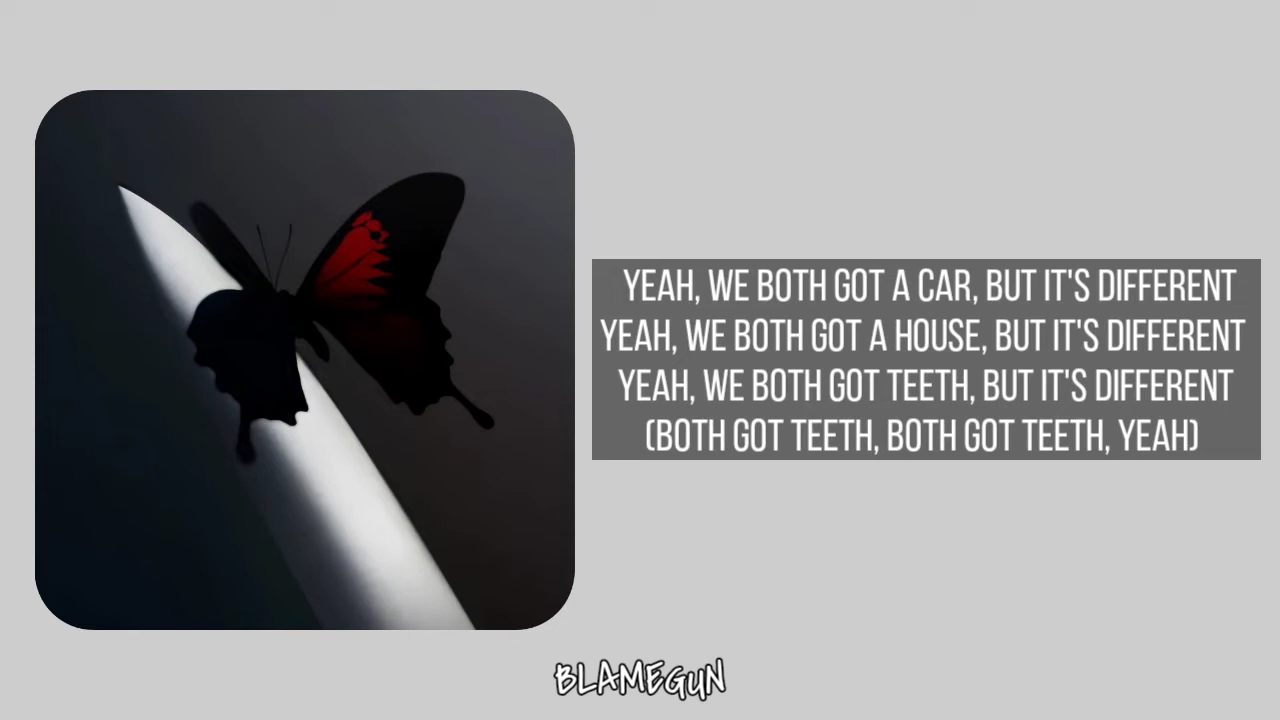 YEAH, WE BOTH GOT A CAR, BUT IT'S DIFFERENT
YEAH, WE BOTH GOT A HOUSE, BUT IT'S DIFFERENT
YEAH, WE BOTH GOT TEETH, BUT IT'S DIFFERENT
(BOTH GOT TEETH, BOTH GOT TEETH, YEAH)
BLAMEGUN